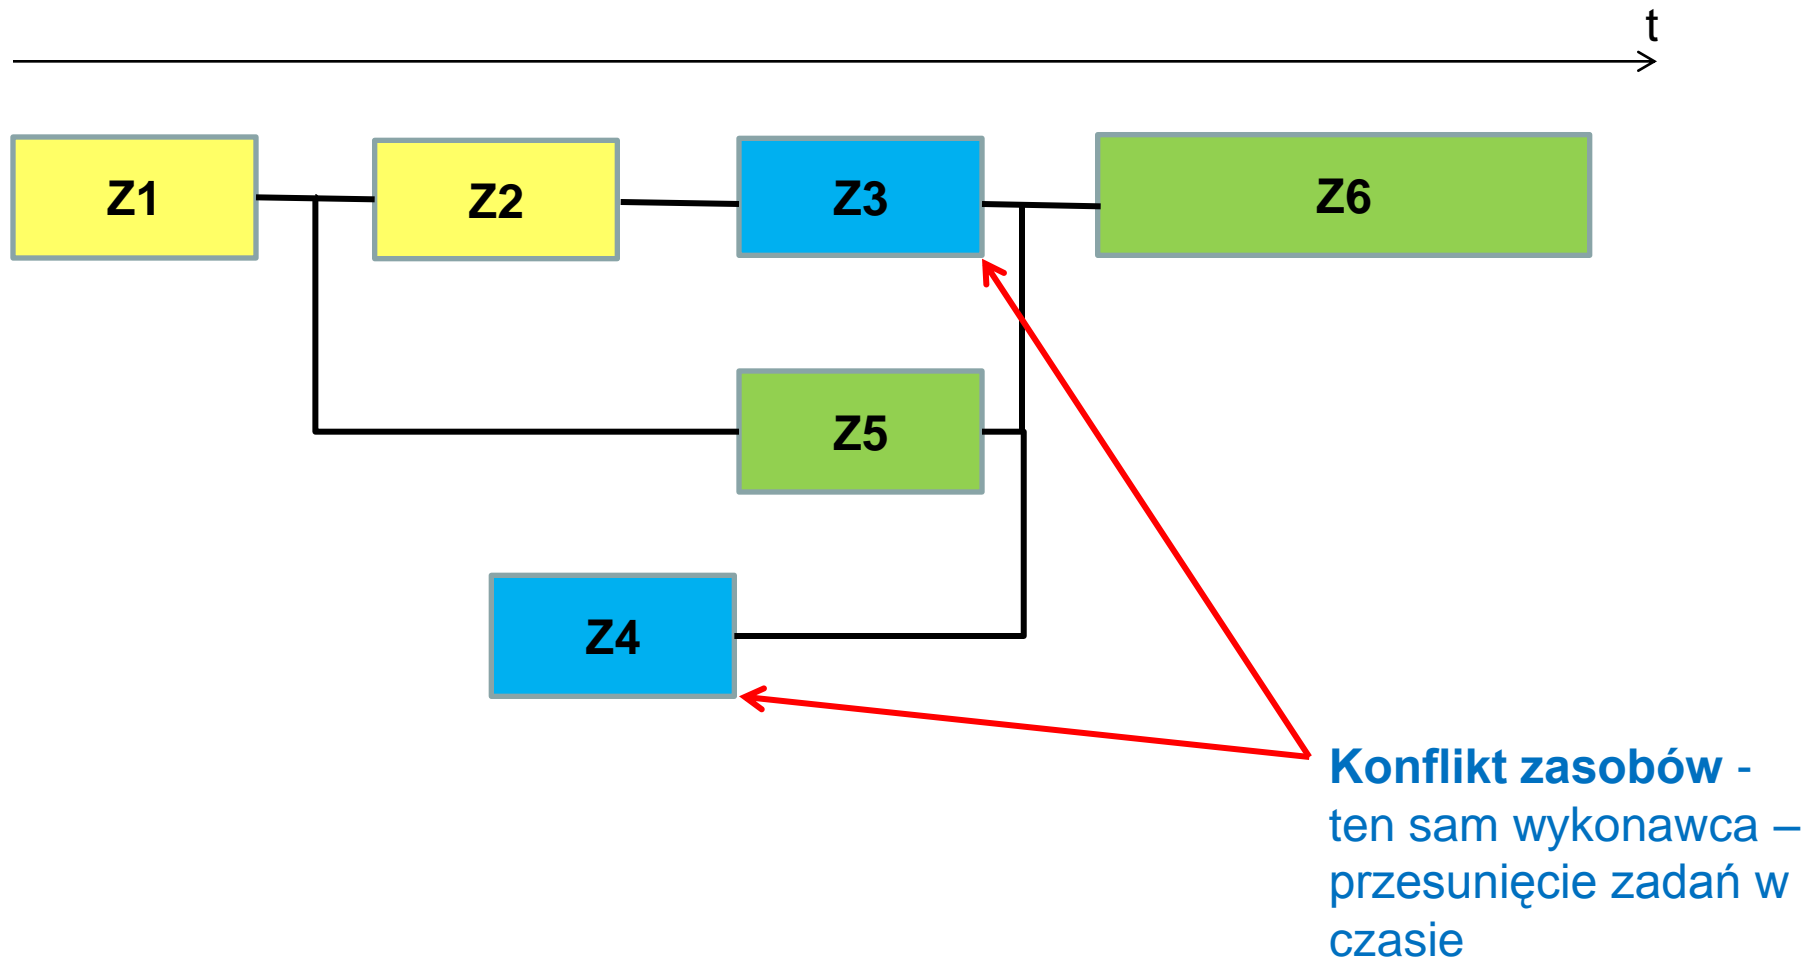 t
Z1
Z2
Z3
Z6
Z5
Z4
Konflikt zasobów -
ten sam wykonawca –
przesunięcie zadań w
czasie